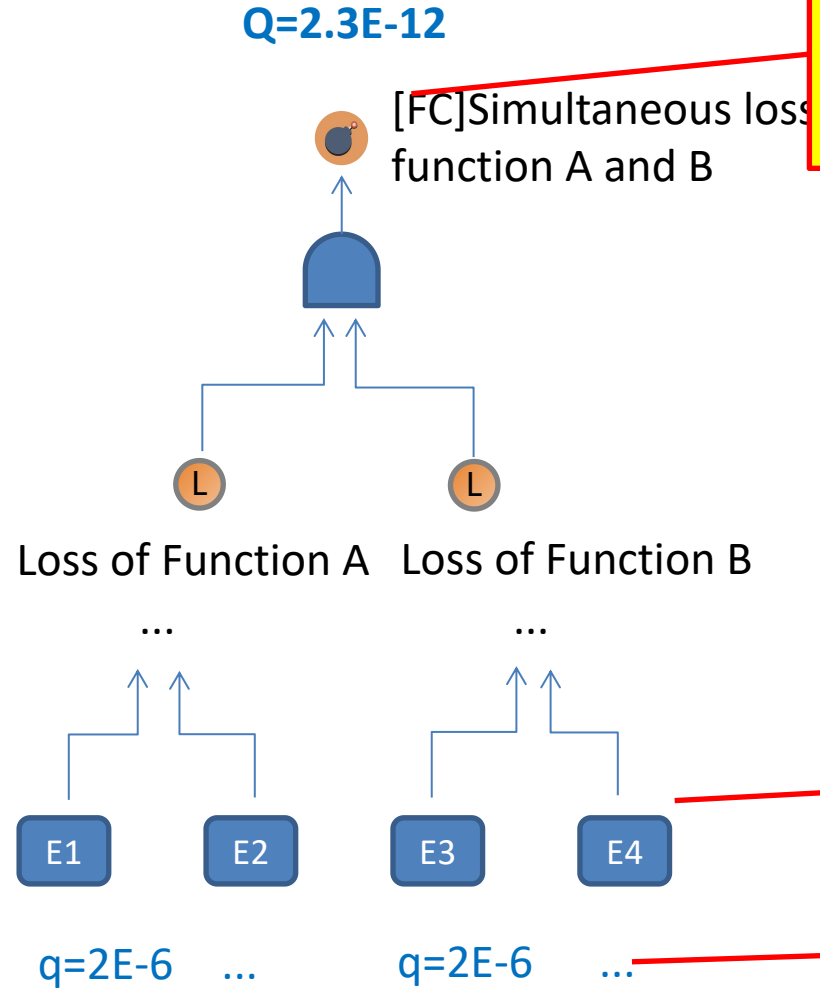 Q=2.3E-12
[FC]Simultaneous loss
function A and B
L L
Loss of Function A Loss of Function B
... ...
E1 E2 E3 E4
q=2E-6 ... q=2E-6 ...